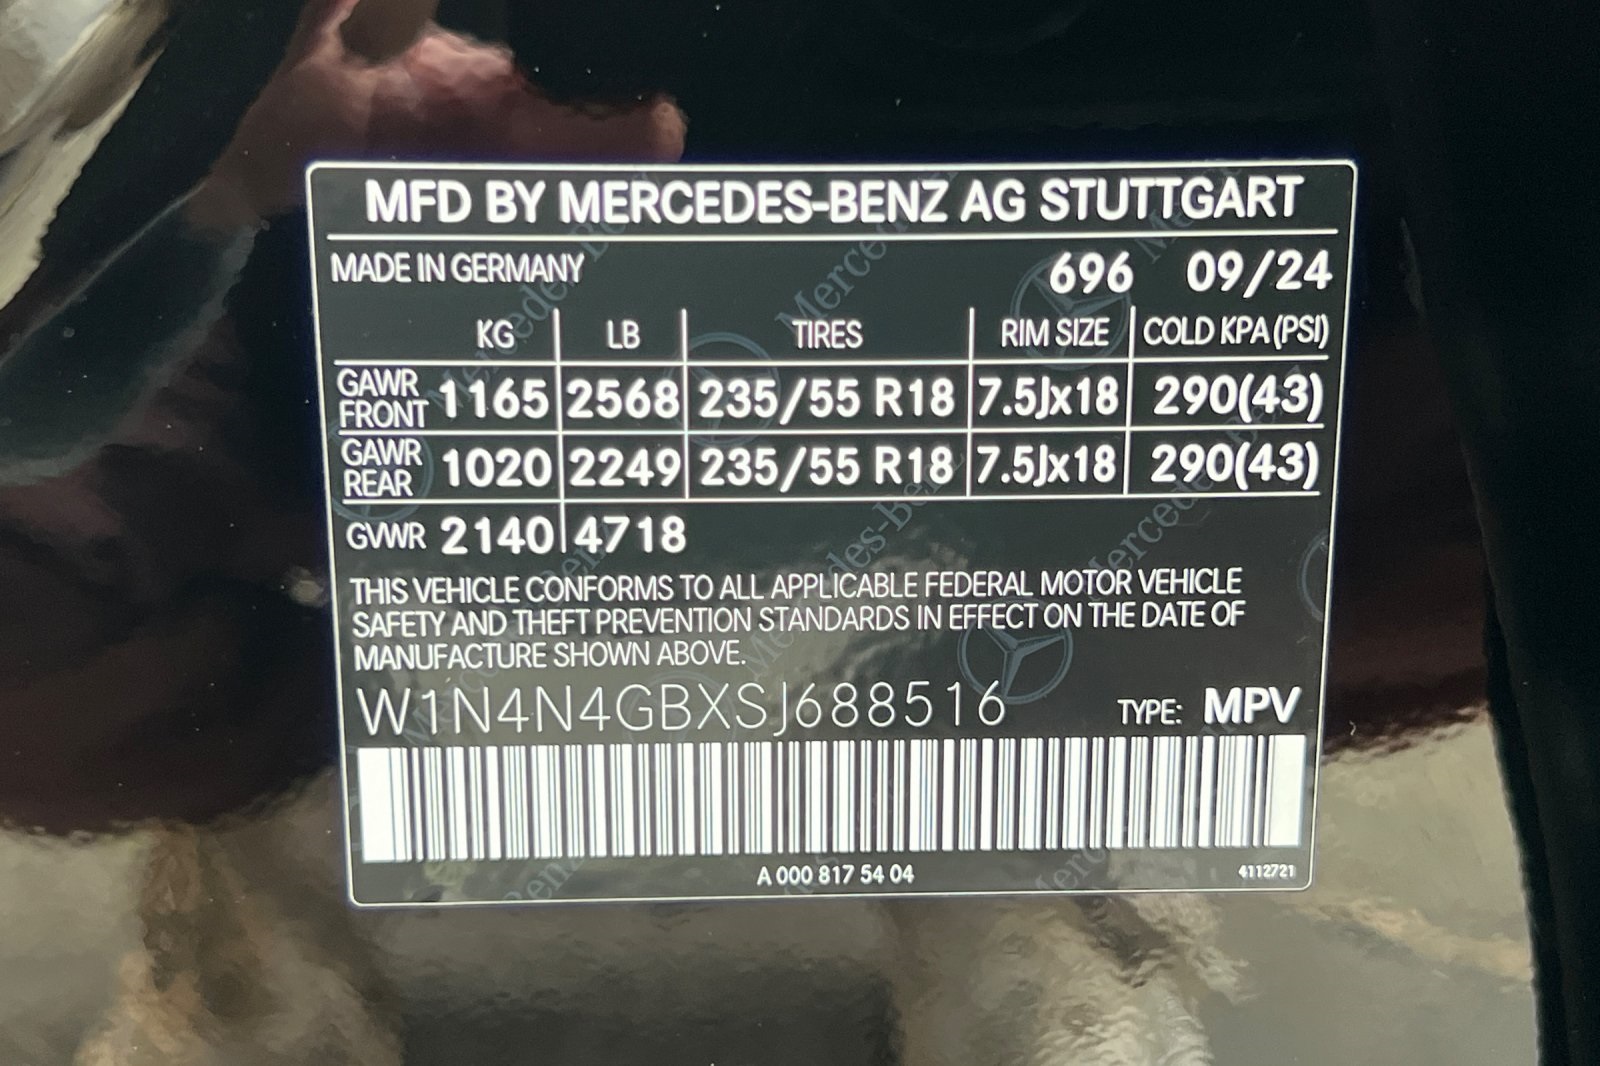 MFD BY MERCEDES-BENZ AG STUTTGART
MADE IN GERMANY 696 09/24
KG LB TIRES RIM SIZE COLD KPA (PSI)
GAWR FRONT 1165 2568 235/55 R18 7.5Jx18 290(43)
GAWR REAR 1020 2249 235/55 R18 7.5Jx18 290(43)
GVWR 2140 4718
THIS VEHICLE CONFORMS TO ALL APPLICABLE FEDERAL MOTOR VEHICLE
SAFETY AND THEFT PREVENTION STANDARDS IN EFFECT ON THE DATE OF
MANUFACTURE SHOWN ABOVE.
W1N4N4GBXSJ688516 TYPE: MPV
A 000 817 54 04 4112721